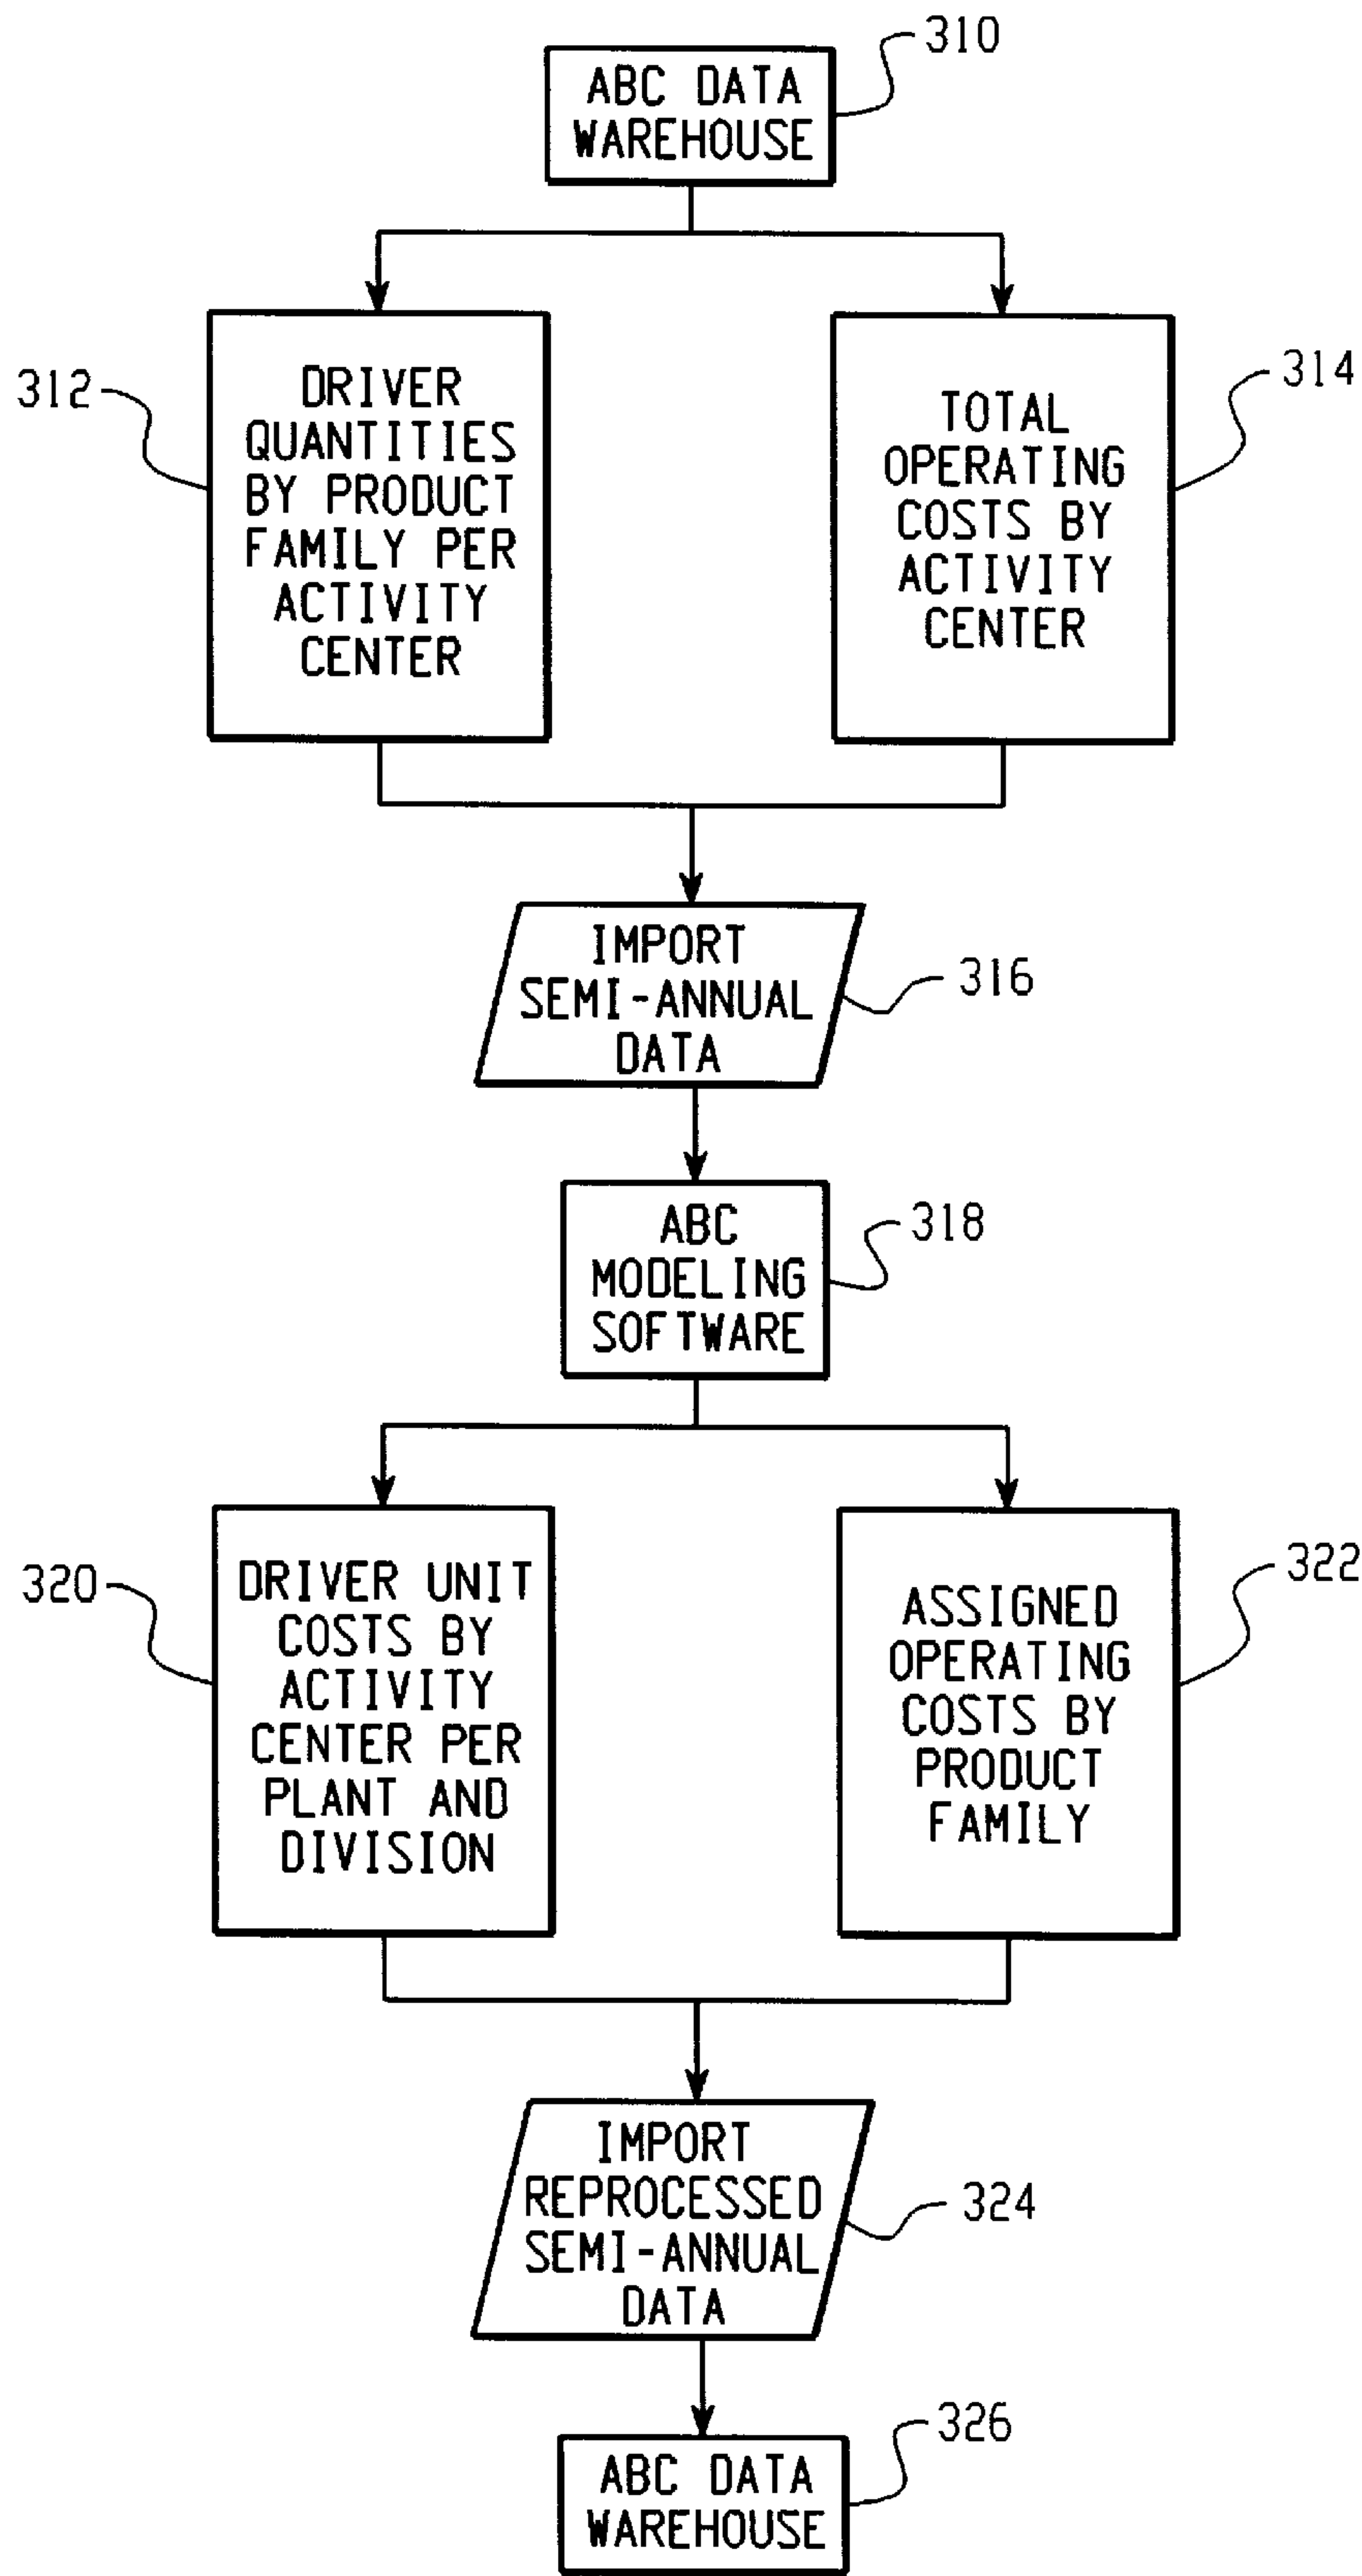 310
ABC DATA
WAREHOUSE
312
DRIVER
QUANTITIES
BY PRODUCT
FAMILY PER
ACTIVITY
CENTER
314
TOTAL
OPERATING
COSTS BY
ACTIVITY
CENTER
IMPORT
SEMI-ANNUAL
DATA
316
ABC
MODELING
SOFTWARE
318
320
DRIVER UNIT
COSTS BY
ACTIVITY
CENTER PER
PLANT AND
DIVISION
322
ASSIGNED
OPERATING
COSTS BY
PRODUCT
FAMILY
IMPORT
REPROCESSED
SEMI-ANNUAL
DATA
324
326
ABC DATA
WAREHOUSE